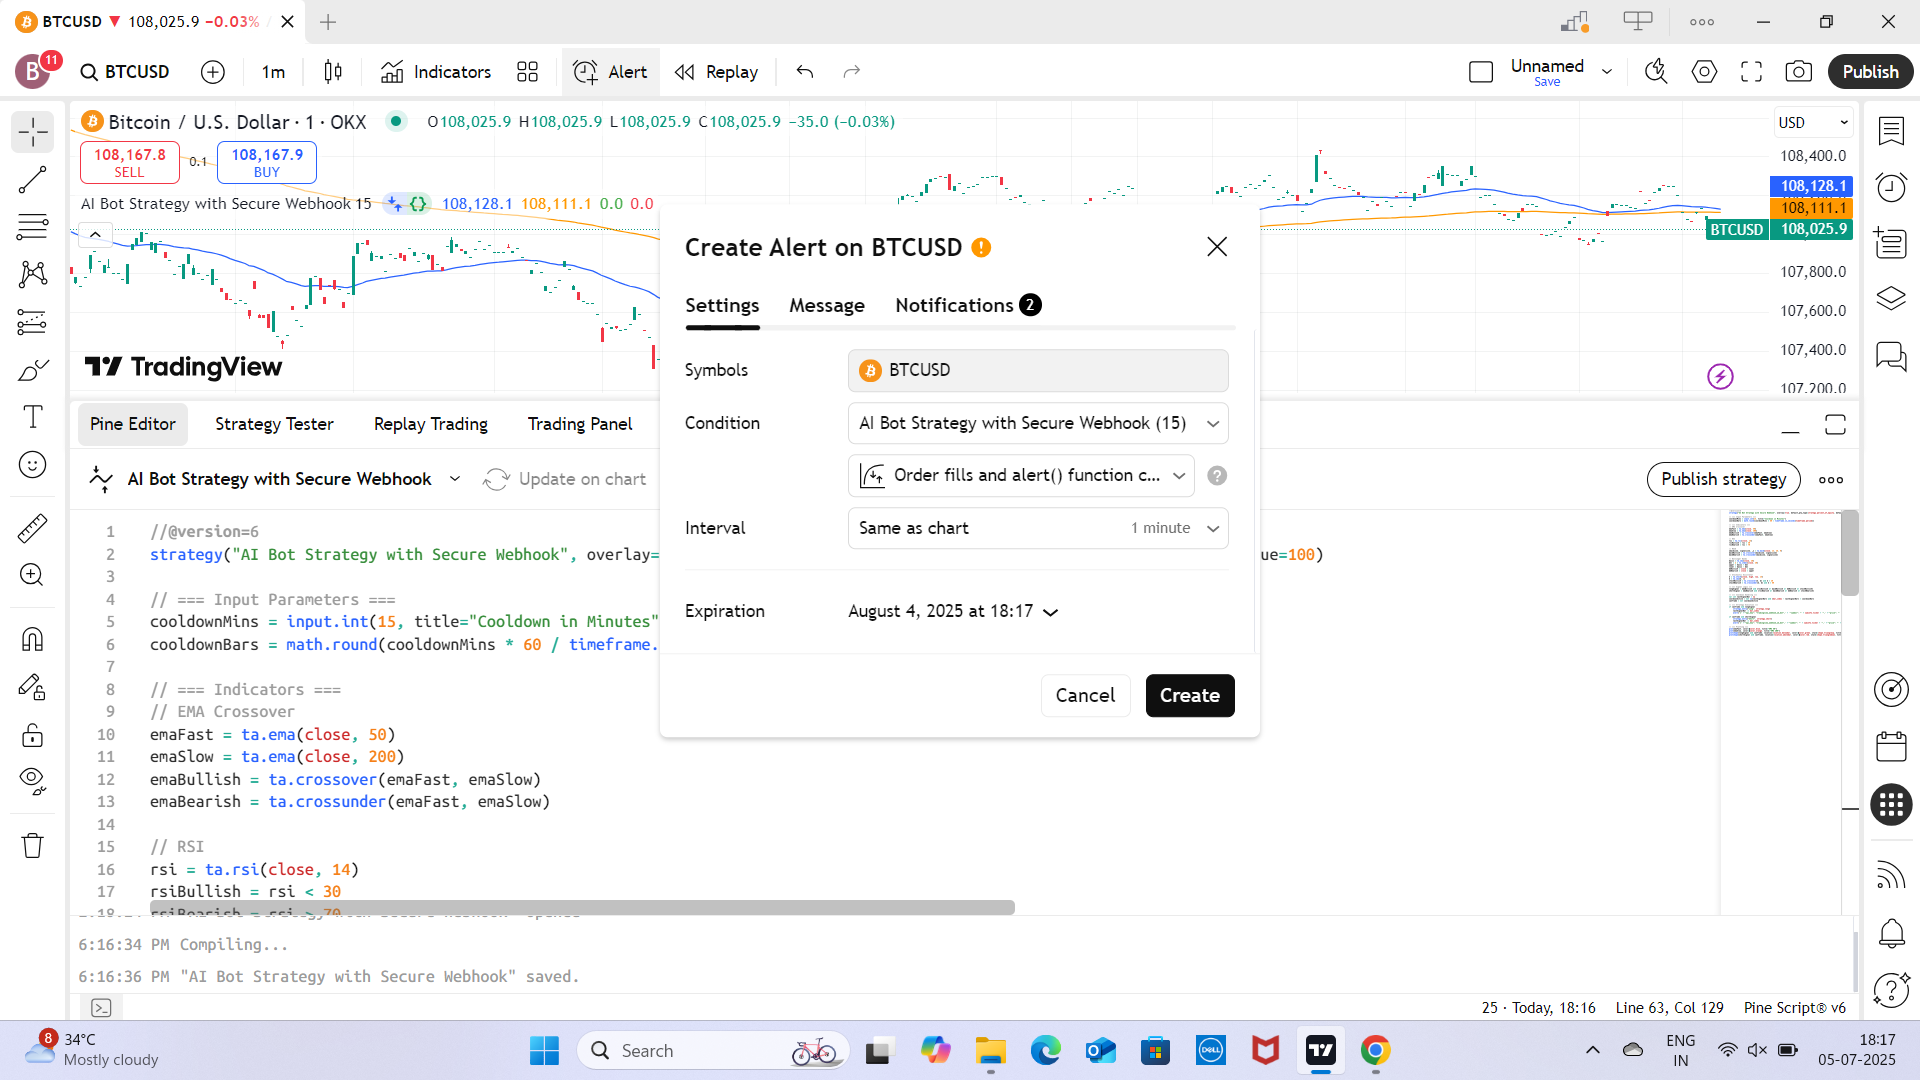 BTCUSD ▼ 108,025.9 −0.03% /
B 11 BTCUSD 1m Indicators Alert Replay Unnamed Save Publish
Bitcoin / U.S. Dollar · 1 · OKX O108,025.9 H108,025.9 L108,025.9 C108,025.9 −35.0 (−0.03%)
USD
108,167.8 SELL
0.1
108,167.9 BUY
AI Bot Strategy with Secure Webhook 15 108,128.1 108,111.1 0.0 0.0
108,400.0
108,128.1
108,111.1
BTCUSD 108,025.9
107,800.0
107,600.0
107,400.0
107,200.0
TradingView
Create Alert on BTCUSD
Settings Message Notifications 2
Symbols BTCUSD
Condition AI Bot Strategy with Secure Webhook (15)
Order fills and alert() function c...
Interval Same as chart 1 minute
Expiration August 4, 2025 at 18:17
Cancel Create
Pine Editor Strategy Tester Replay Trading Trading Panel
AI Bot Strategy with Secure Webhook Update on chart Publish strategy
1 //@version=6
2 strategy("AI Bot Strategy with Secure Webhook", overlay= ue=100)
3
4 // === Input Parameters ===
5 cooldownMins = input.int(15, title="Cooldown in Minutes"
6 cooldownBars = math.round(cooldownMins * 60 / timeframe.
7
8 // === Indicators ===
9 // EMA Crossover
10 emaFast = ta.ema(close, 50)
11 emaSlow = ta.ema(close, 200)
12 emaBullish = ta.crossover(emaFast, emaSlow)
13 emaBearish = ta.crossunder(emaFast, emaSlow)
14
15 // RSI
16 rsi = ta.rsi(close, 14)
17 rsiBullish = rsi < 30
18 rsiBearish = rsi > 70
6:16:34 PM Compiling...
6:16:36 PM "AI Bot Strategy with Secure Webhook" saved.
25 · Today, 18:16 Line 63, Col 129 Pine Script® v6
8 34°C
Mostly cloudy
Search
DELL
ENG
IN
18:17
05-07-2025